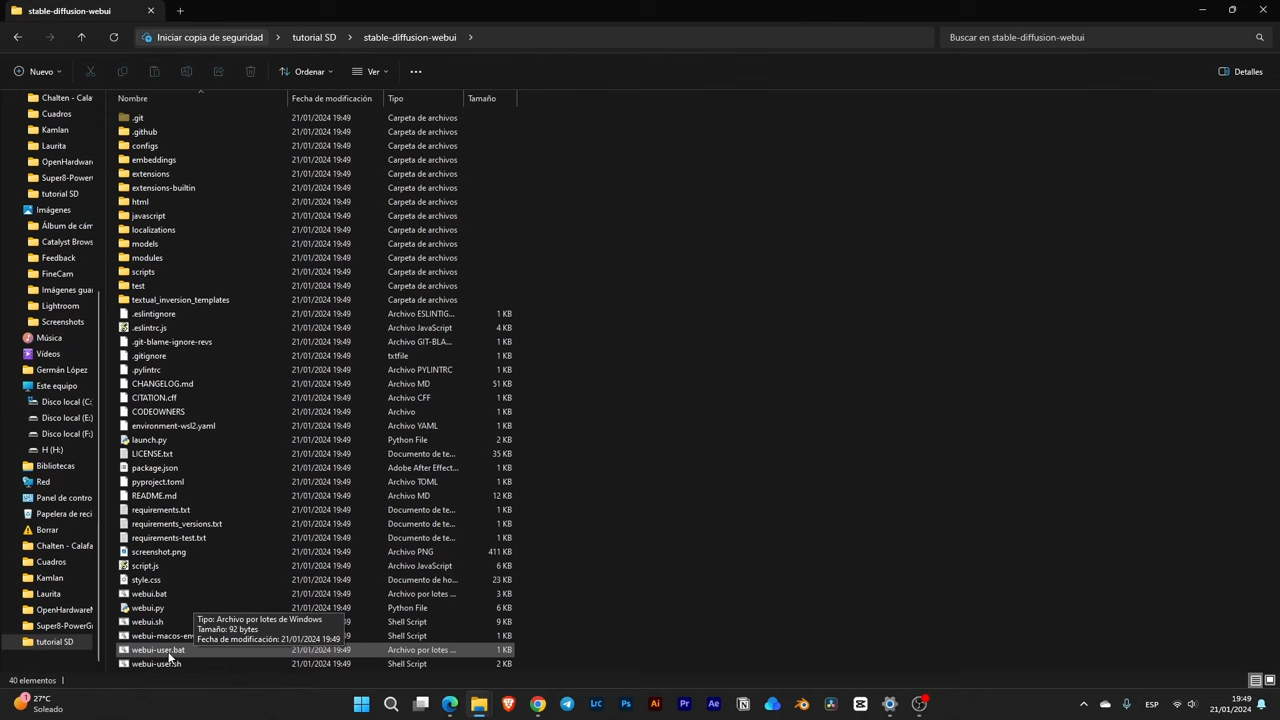 stable-diffusion-webui
Iniciar copia de seguridad
tutorial SD
stable-diffusion-webui
Buscar en stable-diffusion-webui
Nuevo
Ordenar
Ver
Detalles
Nombre
Fecha de modificación
Tipo
Tamaño
Chalten - Calaf
Cuadros
Kamlan
Laurita
OpenHardware
Super8-PowerG
tutorial SD
Imágenes
Álbum de cám
Catalyst Brows
Feedback
FineCam
Imágenes gua
Lightroom
Screenshots
Música
Vídeos
Germán López
Este equipo
Disco local (C:
Disco local (E:)
Disco local (F:)
H (H:)
Bibliotecas
Red
Panel de contro
Papelera de reci
Borrar
Chalten - Calafa
Cuadros
Kamlan
Laurita
OpenHardwareM
Super8-PowerGr
tutorial SD
.git 21/01/2024 19:49 Carpeta de archivos
.github 21/01/2024 19:49 Carpeta de archivos
configs 21/01/2024 19:49 Carpeta de archivos
embeddings 21/01/2024 19:49 Carpeta de archivos
extensions 21/01/2024 19:49 Carpeta de archivos
extensions-builtin 21/01/2024 19:49 Carpeta de archivos
html 21/01/2024 19:49 Carpeta de archivos
javascript 21/01/2024 19:49 Carpeta de archivos
localizations 21/01/2024 19:49 Carpeta de archivos
models 21/01/2024 19:49 Carpeta de archivos
modules 21/01/2024 19:49 Carpeta de archivos
scripts 21/01/2024 19:49 Carpeta de archivos
test 21/01/2024 19:49 Carpeta de archivos
textual_inversion_templates 21/01/2024 19:49 Carpeta de archivos
.eslintignore 21/01/2024 19:49 Archivo ESLINTIG... 1 KB
.eslintrc.js 21/01/2024 19:49 Archivo JavaScript 4 KB
.git-blame-ignore-revs 21/01/2024 19:49 Archivo GIT-BLA... 1 KB
.gitignore 21/01/2024 19:49 txtfile 1 KB
.pylintrc 21/01/2024 19:49 Archivo PYLINTRC 1 KB
CHANGELOG.md 21/01/2024 19:49 Archivo MD 51 KB
CITATION.cff 21/01/2024 19:49 Archivo CFF 1 KB
CODEOWNERS 21/01/2024 19:49 Archivo 1 KB
environment-wsl2.yaml 21/01/2024 19:49 Archivo YAML 1 KB
launch.py 21/01/2024 19:49 Python File 2 KB
LICENSE.txt 21/01/2024 19:49 Documento de te... 35 KB
package.json 21/01/2024 19:49 Adobe After Effect... 1 KB
pyproject.toml 21/01/2024 19:49 Archivo TOML 1 KB
README.md 21/01/2024 19:49 Archivo MD 12 KB
requirements.txt 21/01/2024 19:49 Documento de te... 1 KB
requirements_versions.txt 21/01/2024 19:49 Documento de te... 1 KB
requirements-test.txt 21/01/2024 19:49 Documento de te... 1 KB
screenshot.png 21/01/2024 19:49 Archivo PNG 411 KB
script.js 21/01/2024 19:49 Archivo JavaScript 6 KB
style.css 21/01/2024 19:49 Documento de ho... 23 KB
webui.bat 21/01/2024 19:49 Archivo por lotes ... 3 KB
webui.py 21/01/2024 19:49 Python File 6 KB
webui.sh Shell Script 9 KB
webui-macos-en Shell Script 1 KB
webui-user.bat 21/01/2024 19:49 Archivo por lotes ... 1 KB
webui-user.sh 21/01/2024 19:49 Shell Script 2 KB
Tipo: Archivo por lotes de Windows
Tamaño: 92 bytes
Fecha de modificación: 21/01/2024 19:49
40 elementos
27°C
Soleado
Lrc
Ps
Ai
Pr
Ae
ESP
19:49
21/01/2024